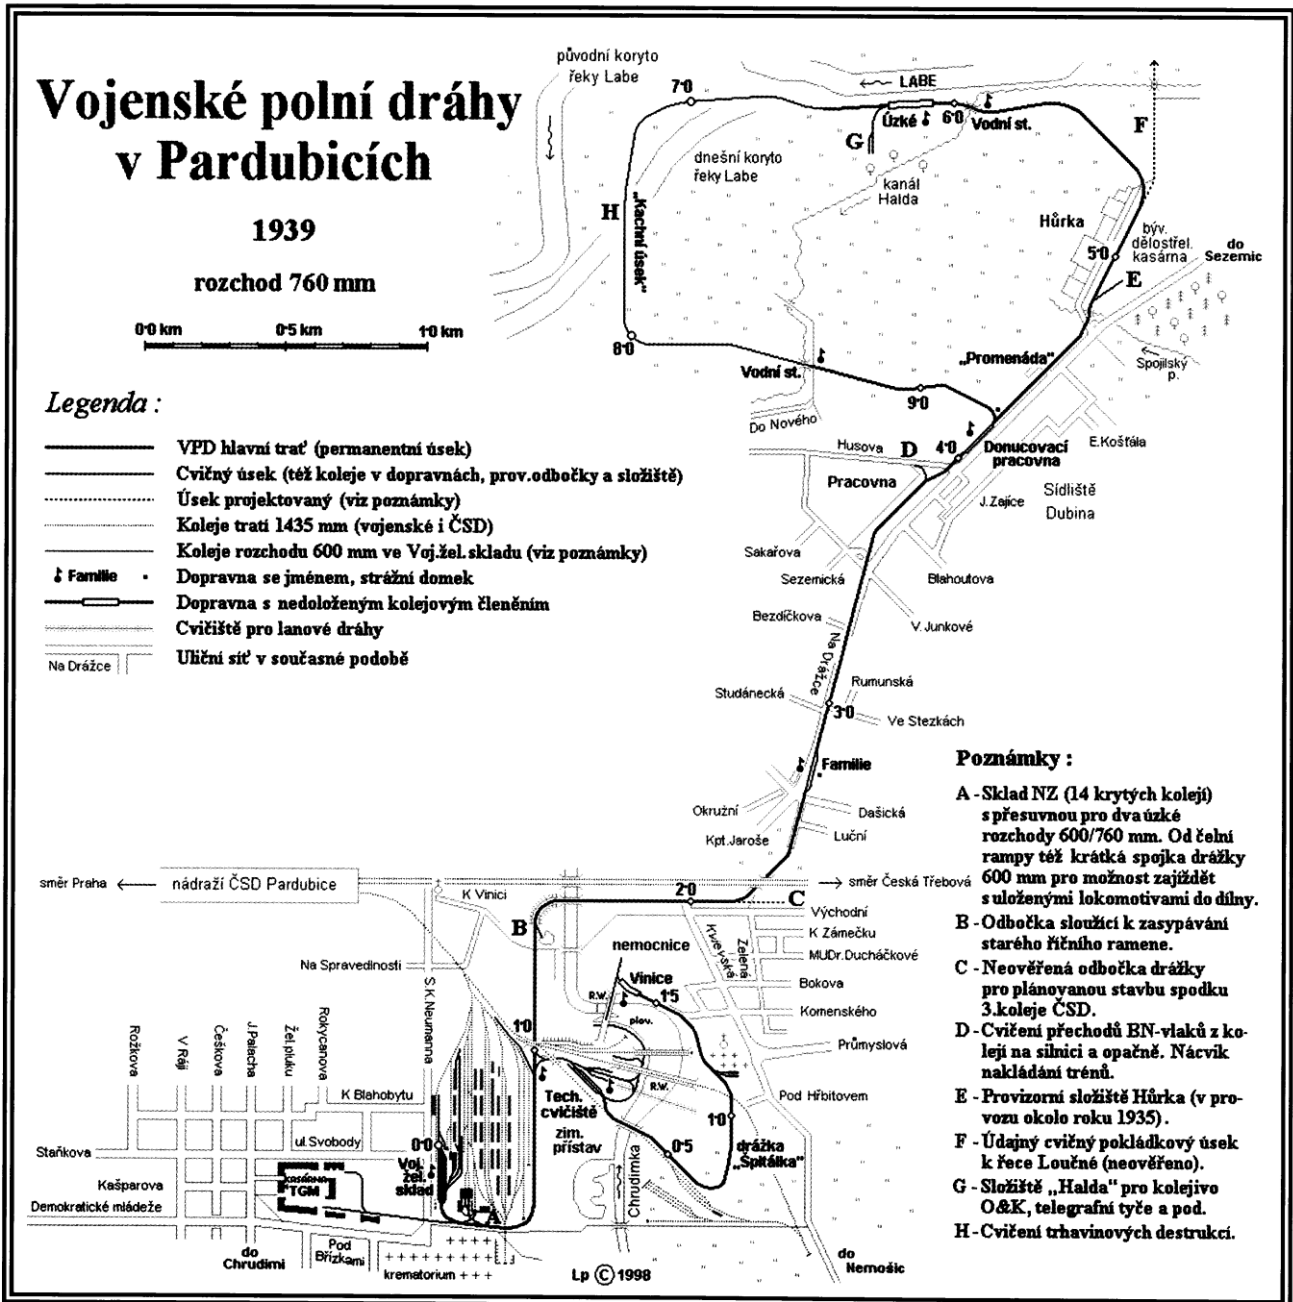 Vojenské polní dráhy
v Pardubicích
1939
rozchod 760 mm
0·0 km 0·5 km 1·0 km
Legenda :
VPD hlavní trať (permanentní úsek)
Cvičný úsek (též koleje v dopravnách, prov.odbočky a složiště)
Úsek projektovaný (viz poznámky)
Koleje tratí 1435 mm (vojenské i ČSD)
Koleje rozchodu 600 mm ve Voj.žel.skladu (viz poznámky)
Familie Dopravna se jménem, strážní domek
Dopravna s nedoloženým kolejovým členěním
Cvičiště pro lanové dráhy
Na Drážce Uliční síť v současné podobě
původní koryto
řeky Labe
7·0
LABE
Úzké
6·0
Vodní st.
F
G
dnešní koryto
řeky Labe
kanál
Halda
H
„Kachní úsek"
Hůrka
býv.
dělostřel.
kasárna
do
Sezemic
5·0
E
8·0
Vodní st.
„Promenáda"
Spojilský
p.
9·0
Do Nového
Husova
D
4·0
Donucovací
pracovna
E.Košťála
Pracovna
J.Zajíce
Sídliště
Dubina
Sakařova
Sezemická
Blahoutova
Bezdíčkova
V. Junkové
Na Drážce
Studánecká
Rumunská
3·0
Ve Stezkách
Familie
Okružní
Dašická
Kpt.Jaroše
Luční
směr Praha
nádraží ČSD Pardubice
K Vinici
2·0
směr Česká Třebová
C
B
Východní
K Zámečku
MUDr.Ducháčkové
Kyjevská
Zelená
Bokova
Komenského
Průmyslová
Pod Hřbitovem
nemocnice
Vinice
R.W.
1·5
plov.
Na Spravedlnosti
S.K.Neumanna
1·0
R.W.
Tech.
cvičiště
zim.
přístav
1·0
0·5
drážka
„Špitálka"
Chrudimka
Rožkova
V Ráji
Češkova
J.Palacha
Žel.pluku
Rokycanova
K Blahobytu
ul.Svobody
0·0
Staňkova
Voj.
žel.
sklad
Kašparova
KASÁRNA
TGM
Demokratické mládeže
A
do
Chrudimi
Pod
Břízkami
krematorium
Lp © 1998
do
Nemošic
Poznámky :
A - Sklad NZ (14 krytých kolejí)
s přesuvnou pro dva úzké
rozchody 600/760 mm. Od čelní
rampy též krátká spojka drážky
600 mm pro možnost zajíždět
s uloženými lokomotivami do dílny.
B - Odbočka sloužící k zasypávání
starého říčního ramene.
C - Neověřená odbočka drážky
pro plánovanou stavbu spodku
3.koleje ČSD.
D - Cvičení přechodů BN-vlaků z ko-
lejí na silnici a opačně. Nácvik
nakládání trénů.
E - Provizorní složiště Hůrka (v pro-
vozu okolo roku 1935).
F - Údajný cvičný pokládkový úsek
k řece Loučné (neověřeno).
G - Složiště „Halda" pro kolejivo
O&K, telegrafní tyče a pod.
H - Cvičení trhavinových destrukcí.